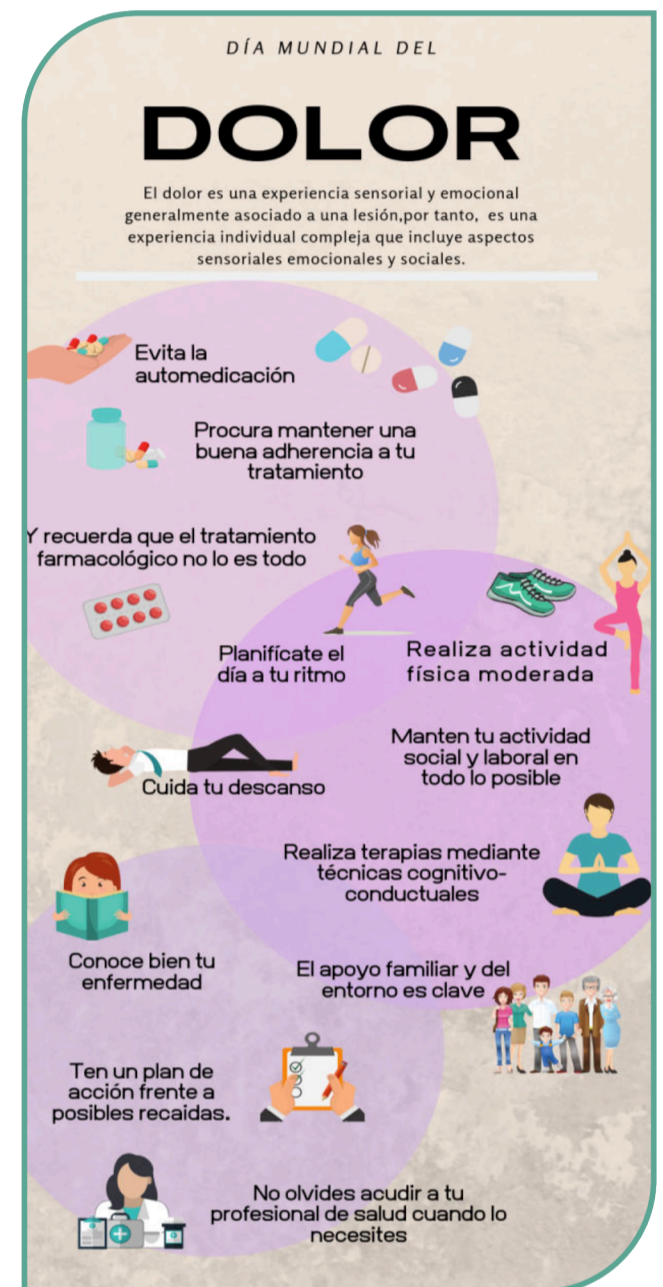 DÍA MUNDIAL DEL
DOLOR
El dolor es una experiencia sensorial y emocional
generalmente asociado a una lesión,por tanto, es una
experiencia individual compleja que incluye aspectos
sensoriales emocionales y sociales.
Evita la
automedicación
Procura mantener una
buena adherencia a tu
tratamiento
Y recuerda que el tratamiento
farmacológico no lo es todo
Planifícate el
día a tu ritmo
Realiza actividad
física moderada
Manten tu actividad
social y laboral en
todo lo posible
Cuida tu descanso
Realiza terapias mediante
técnicas cognitivo-
conductuales
Conoce bien tu
enfermedad
El apoyo familiar y del
entorno es clave
Ten un plan de
acción frente a
posibles recaidas.
No olvides acudir a tu
profesional de salud cuando lo
necesites